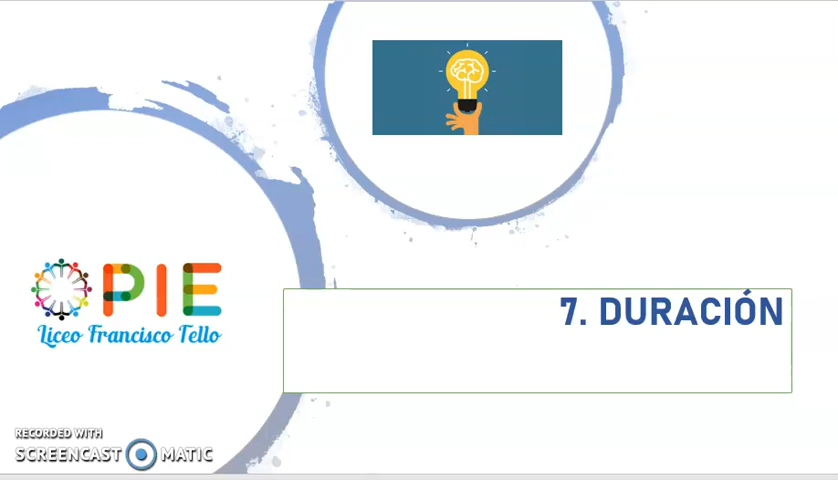 PIE
Liceo Francisco Tello
7. DURACIÓN
RECORDED WITH
SCREENCAST MATIC